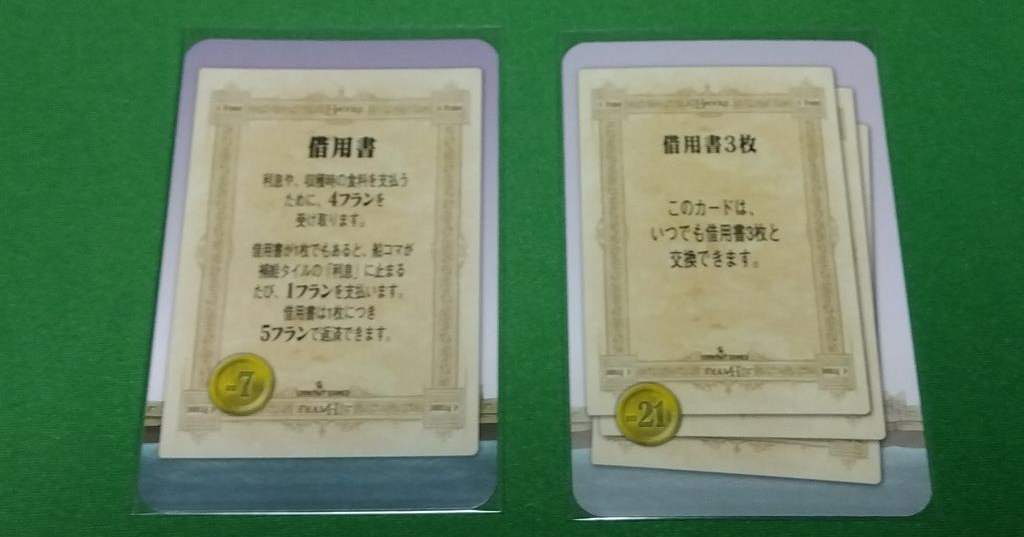 借用書
利息や、収穫時の食料を支払う
ために、4フランを
受け取ります。
借用書が1枚でもあると、船コマが
補給タイルの「利息」に止まる
たび、1フランを支払います。
借用書は1枚につき
5フランで返済できます。
-7
借用書3枚
このカードは、
いつでも借用書3枚と
交換できます。
-21